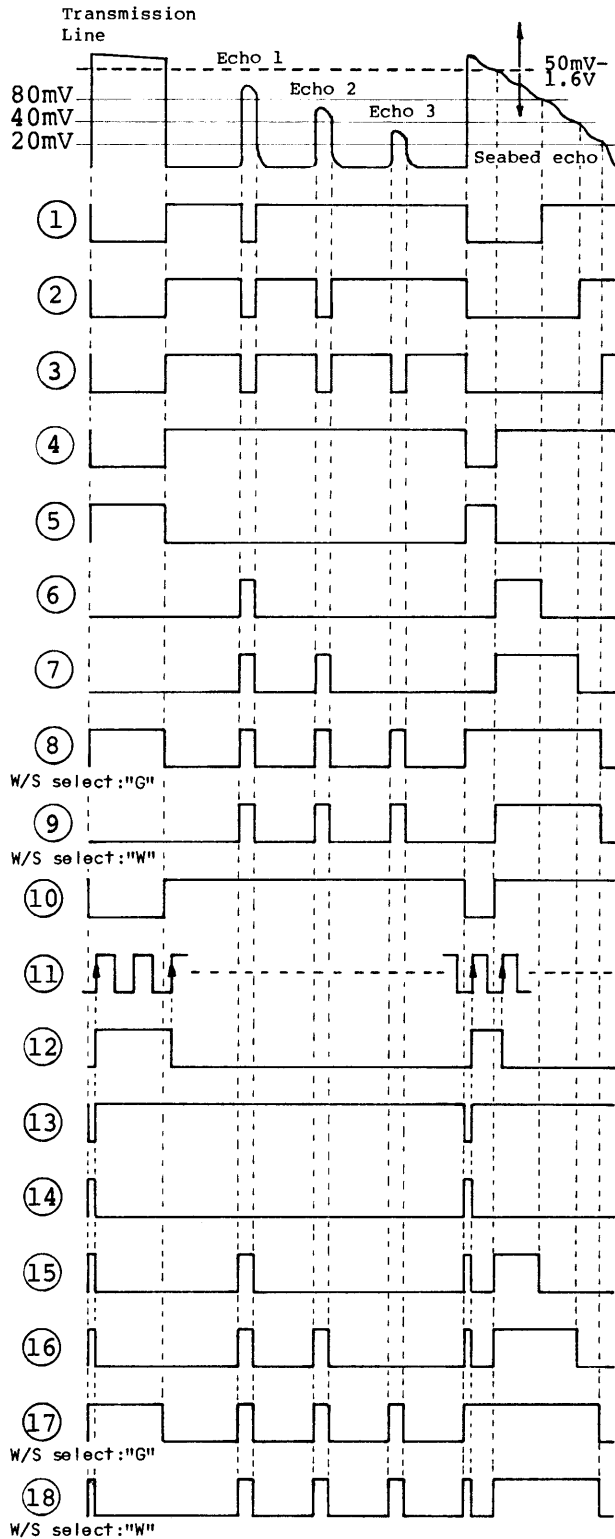 Transmission
Line
Echo 1
50mV-
1.6V
80mV
Echo 2
40mV
Echo 3
20mV
Seabed echo
1
2
3
4
5
6
7
8
W/S select:"G"
9
W/S select:"W"
10
11
12
13
14
15
16
17
W/S select:"G"
18
W/S select:"W"